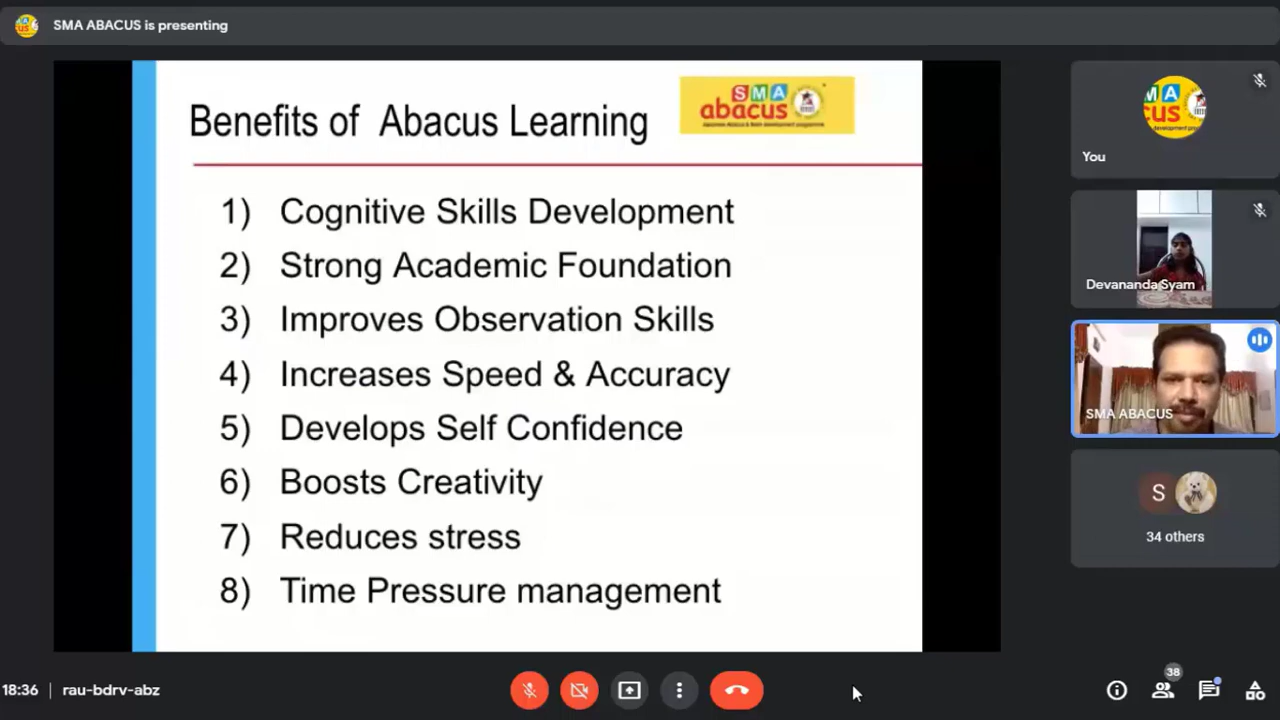 SMA ABACUS is presenting
Benefits of Abacus Learning
SMA
abacus
1) Cognitive Skills Development
2) Strong Academic Foundation
3) Improves Observation Skills
4) Increases Speed & Accuracy
5) Develops Self Confidence
6) Boosts Creativity
7) Reduces stress
8) Time Pressure management
You
Devananda Syam
SMA ABACUS
S
34 others
18:36 | rau-bdrv-abz
38